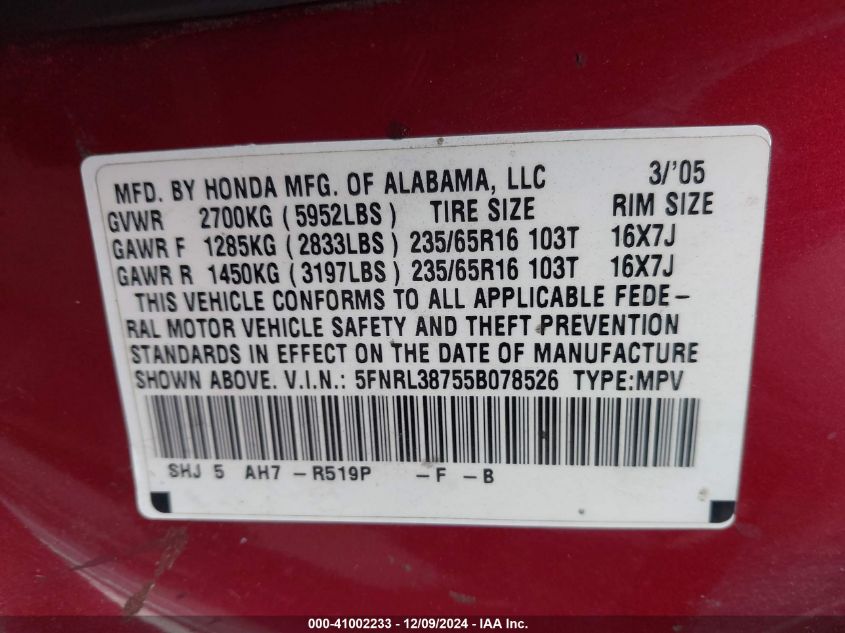 MFD. BY HONDA MFG. OF ALABAMA, LLC 3/'05
GVWR 2700KG (5952LBS) TIRE SIZE RIM SIZE
GAWR F 1285KG (2833LBS) 235/65R16 103T 16X7J
GAWR R 1450KG (3197LBS) 235/65R16 103T 16X7J
THIS VEHICLE CONFORMS TO ALL APPLICABLE FEDE-
RAL MOTOR VEHICLE SAFETY AND THEFT PREVENTION
STANDARDS IN EFFECT ON THE DATE OF MANUFACTURE
SHOWN ABOVE. V.I.N.: 5FNRL38755B078526 TYPE:MPV
SHJ 5 AH7 -R519P -F -B
000-41002233 - 12/09/2024 - IAA Inc.